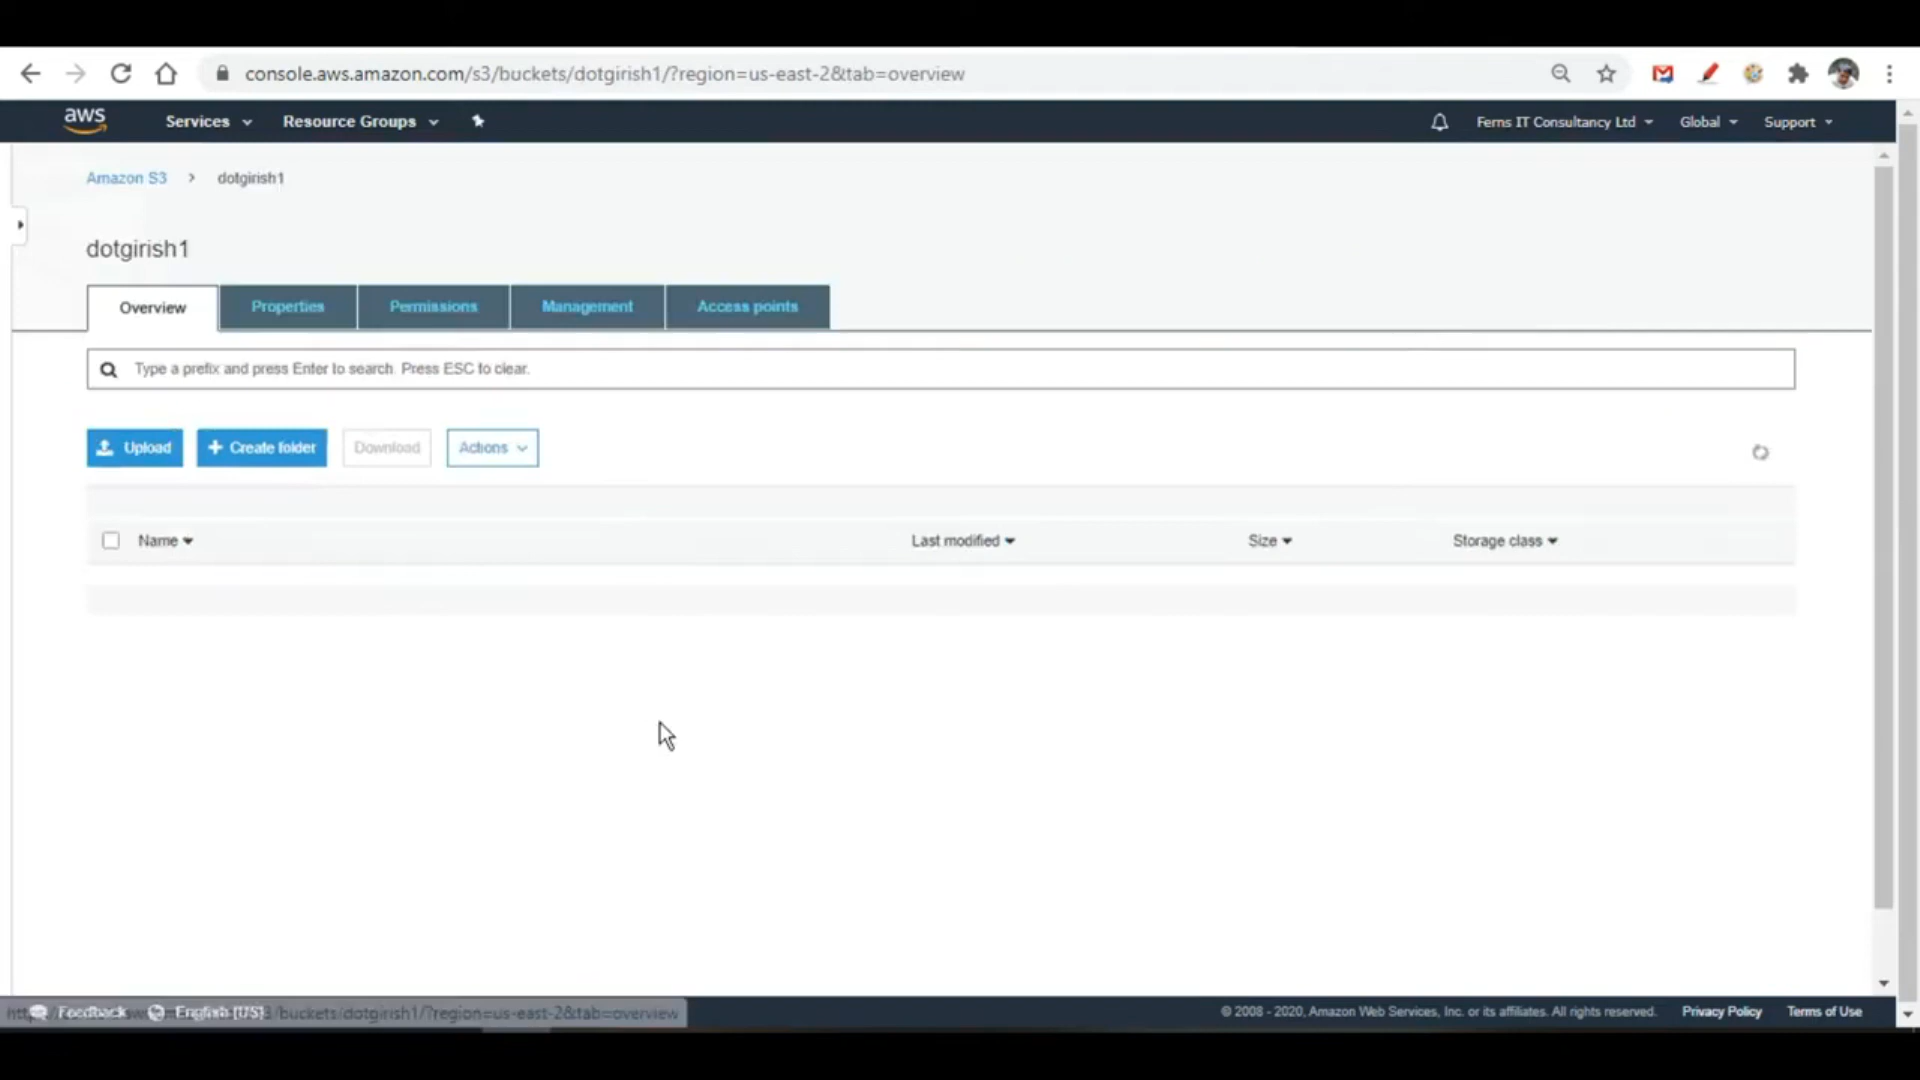 console.aws.amazon.com/s3/buckets/dotgirish1/?region=us-east-2&tab=overview
aws Services Resource Groups Ferns IT Consultancy Ltd Global Support
Amazon S3 > dotgirish1
dotgirish1
Overview Properties Permissions Management Access points
Type a prefix and press Enter to search. Press ESC to clear.
Upload + Create folder Download Actions
Name Last modified Size Storage class
Feedback English (US) 3/buckets/dotgirish1/?region=us-east-2&tab=overview © 2008 - 2020, Amazon Web Services, Inc. or its affiliates. All rights reserved. Privacy Policy Terms of Use